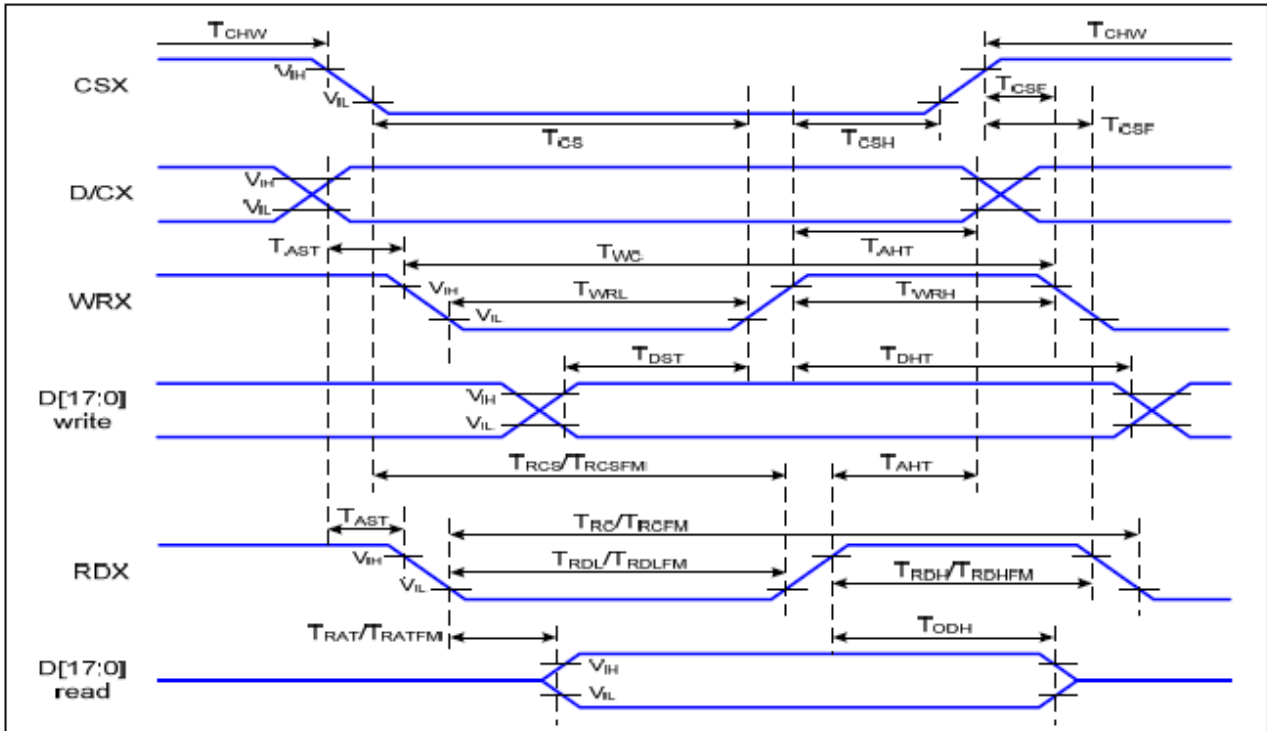 TCHW TCHW
VIH
CSX
VIL
TCSF
TCS TCSH TCSF
VIH
D/CX
VIL
TAST TWC TAHT
VIH
WRX TWRL TWRH
VIL
TDST TDHT
D[17:0] VIH
write VIL
TRCS/TRCSFM TAHT
TAST TRC/TRCFM
VIH
RDX TRDL/TRDLFM TRDH/TRDHFM
VIL
TRAT/TRATFM TODH
D[17:0] VIH
read VIL